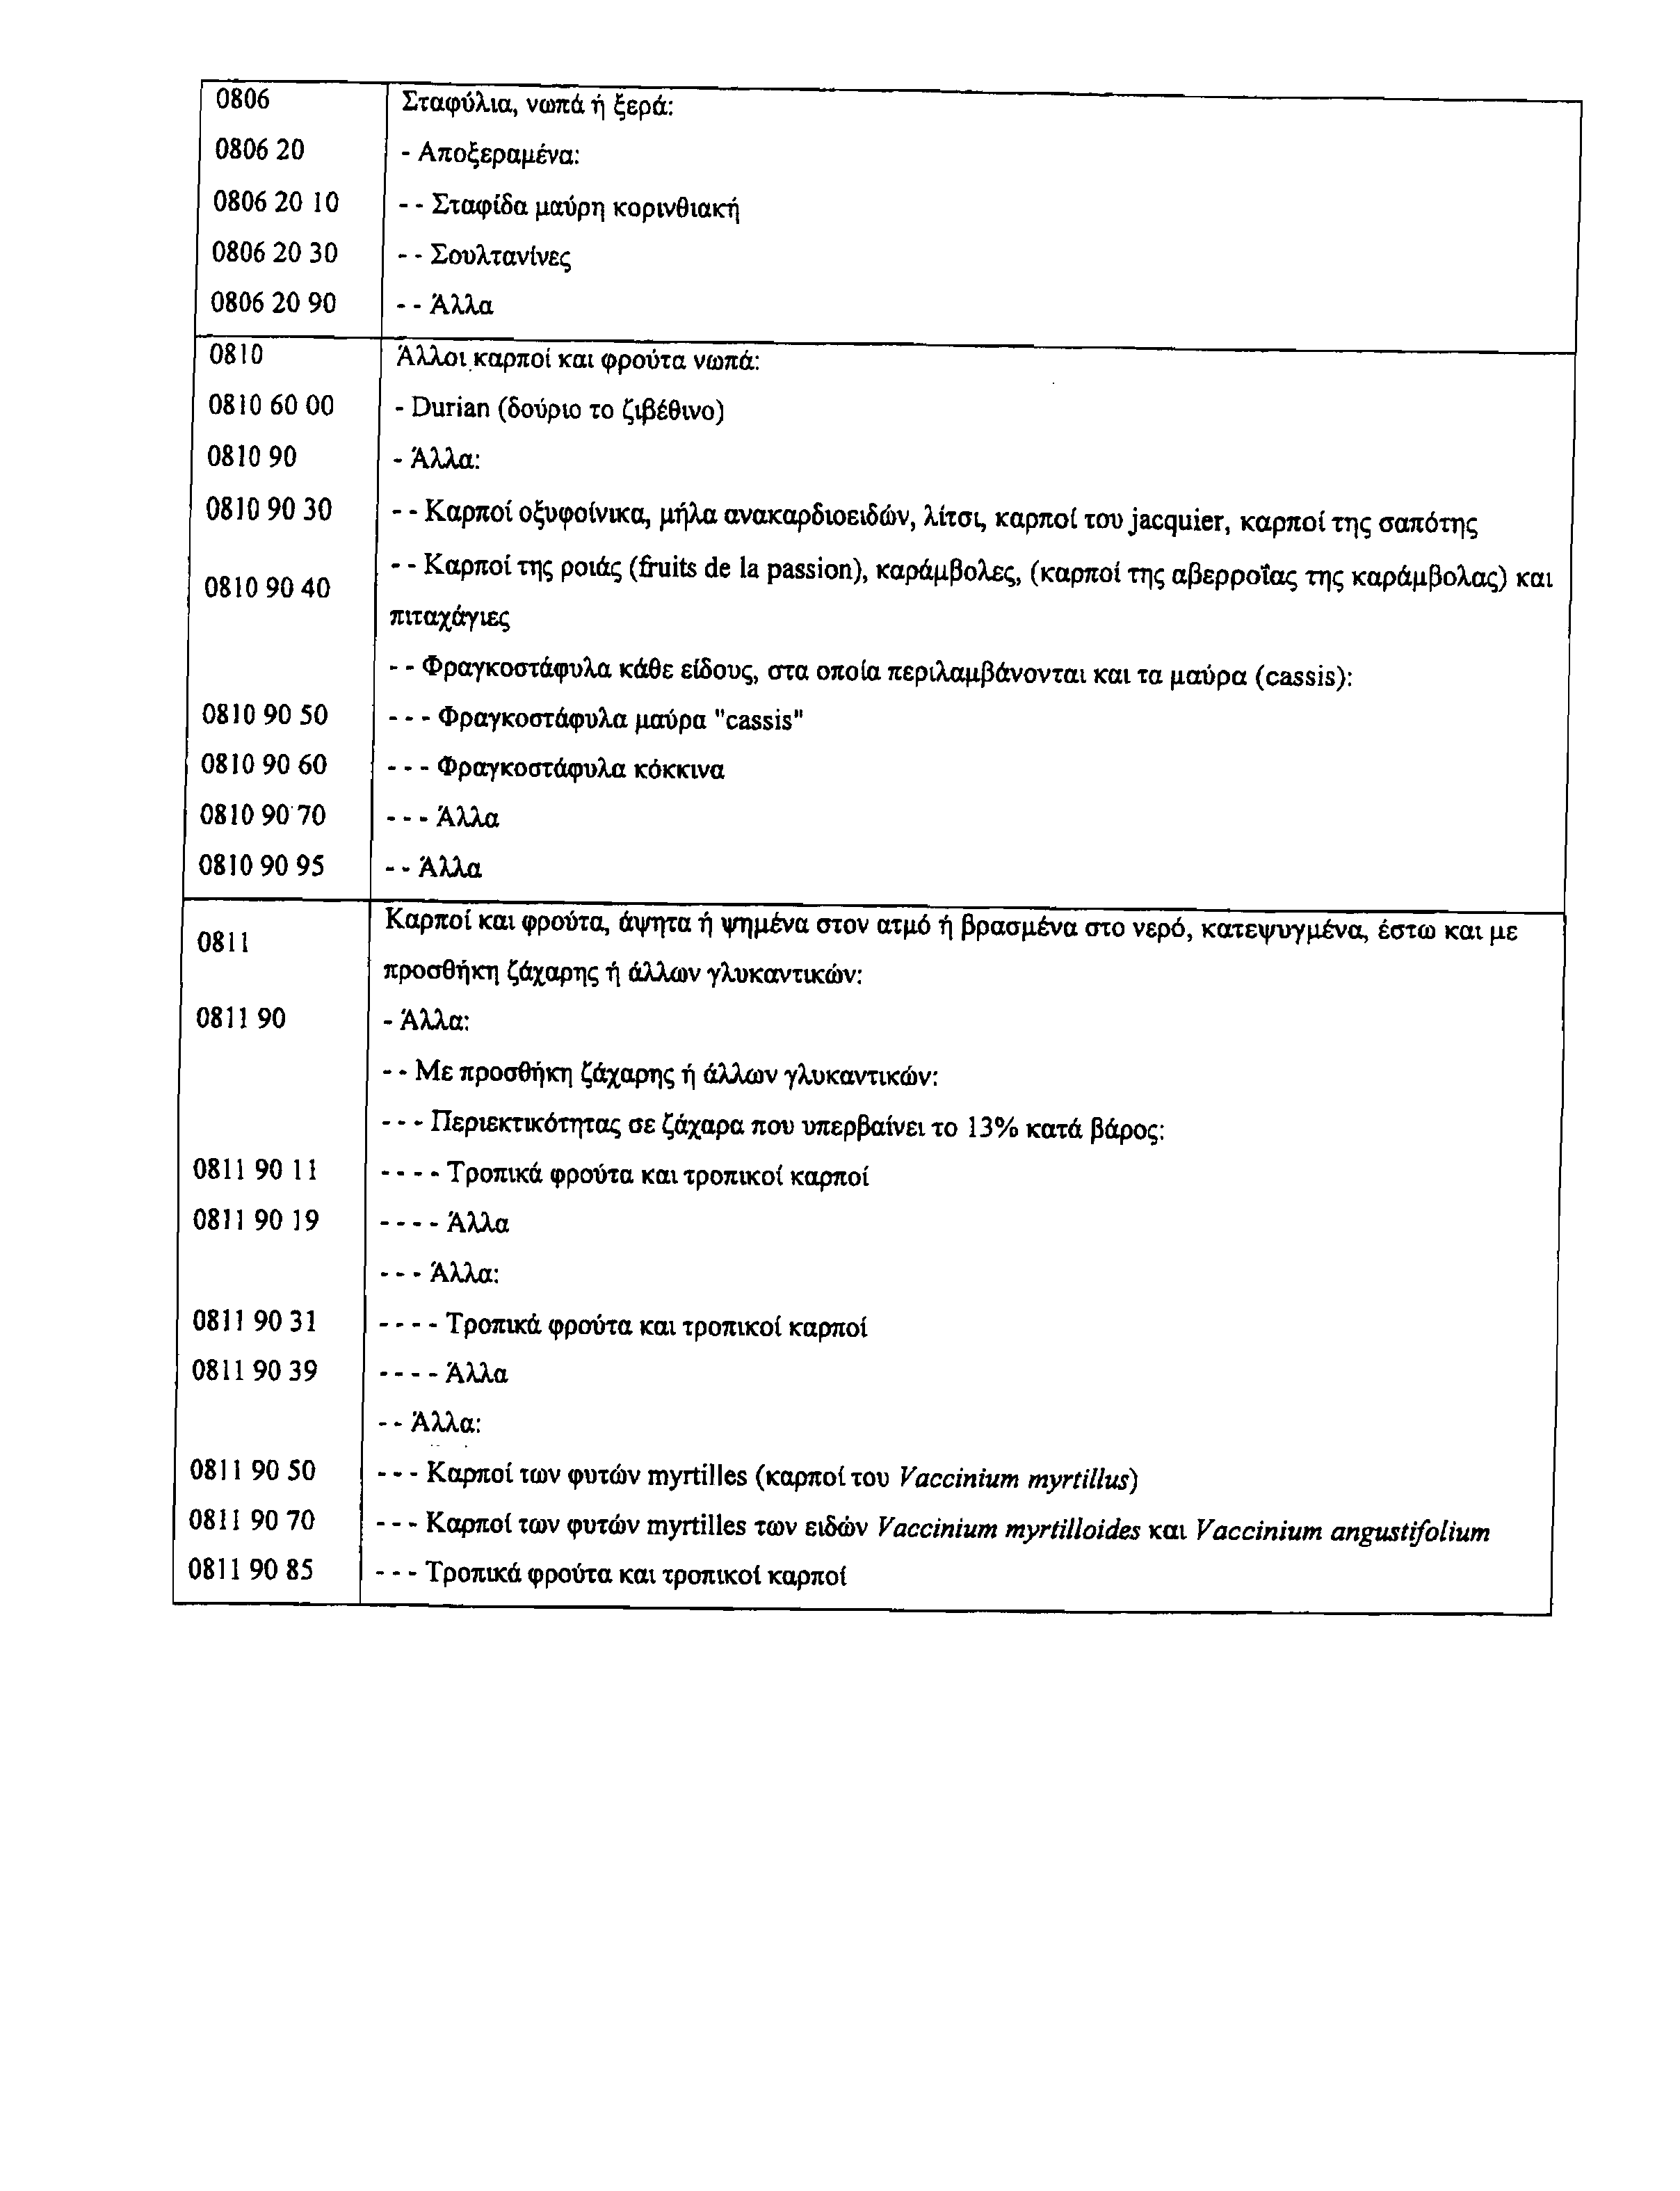 0806 Σταφύλια, νωπά ή ξερά:
0806 20 - Αποξεραμένα:
0806 20 10 - - Σταφίδα μαύρη κορινθιακή
0806 20 30 - - Σουλτανίνες
0806 20 90 - - Άλλα
0810 Άλλοι καρποί και φρούτα νωπά:
0810 60 00 - Durian (δούριο το ζιβέθινο)
0810 90 - Άλλα:
0810 90 30 - - Καρποί οξυφοίνικα, μήλα ανακαρδιοειδών, λίτσι, καρποί του jacquier, καρποί της σαπότης
0810 90 40 - - Καρποί της ροιάς (fruits de la passion), καράμβολες, (καρποί της αβερροΐας της καράμβολας) και
πιταχάγιες
- - Φραγκοστάφυλα κάθε είδους, στα οποία περιλαμβάνονται και τα μαύρα (cassis):
0810 90 50 - - - Φραγκοστάφυλα μαύρα "cassis"
0810 90 60 - - - Φραγκοστάφυλα κόκκινα
0810 90 70 - - - Άλλα
0810 90 95 - - Άλλα
0811 Καρποί και φρούτα, άψητα ή ψημένα στον ατμό ή βρασμένα στο νερό, κατεψυγμένα, έστω και με
προσθήκη ζάχαρης ή άλλων γλυκαντικών:
0811 90 - Άλλα:
- - Με προσθήκη ζάχαρης ή άλλων γλυκαντικών:
- - - Περιεκτικότητας σε ζάχαρα που υπερβαίνει το 13% κατά βάρος:
0811 90 11 - - - - Τροπικά φρούτα και τροπικοί καρποί
0811 90 19 - - - - Άλλα
- - - Άλλα:
0811 90 31 - - - - Τροπικά φρούτα και τροπικοί καρποί
0811 90 39 - - - - Άλλα
- - Άλλα:
0811 90 50 - - - Καρποί των φυτών myrtilles (καρποί του Vaccinium myrtillus)
0811 90 70 - - - Καρποί των φυτών myrtilles των ειδών Vaccinium myrtilloides και Vaccinium angustifolium
0811 90 85 - - - Τροπικά φρούτα και τροπικοί καρποί